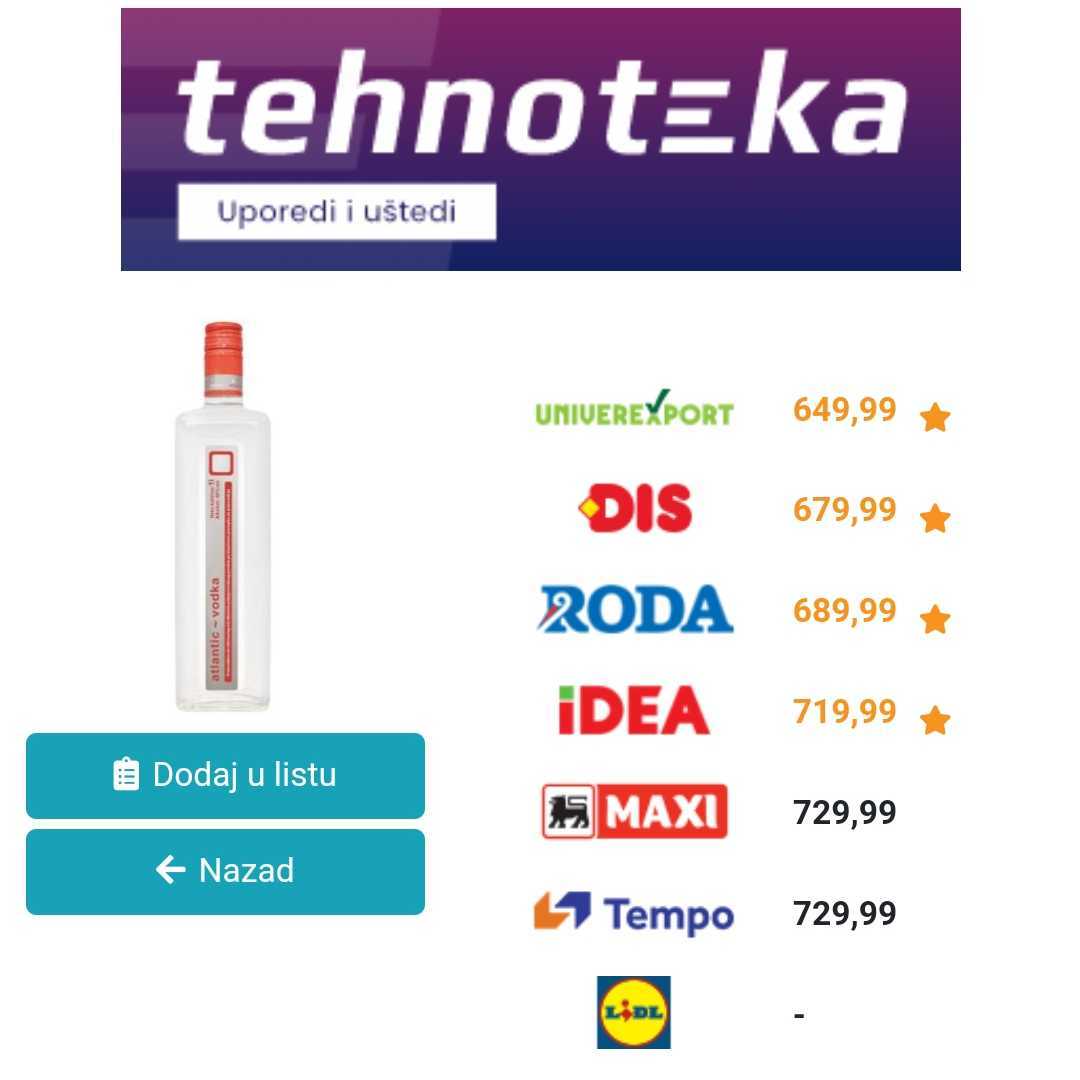 tehnoteka
Uporedi i uštedi
atlantic ~ vodka
Dodaj u listu
Nazad
UNIVEREXPORT 649,99
DIS 679,99
RODA 689,99
iDEA 719,99
MAXI 729,99
Tempo 729,99
LiDL -